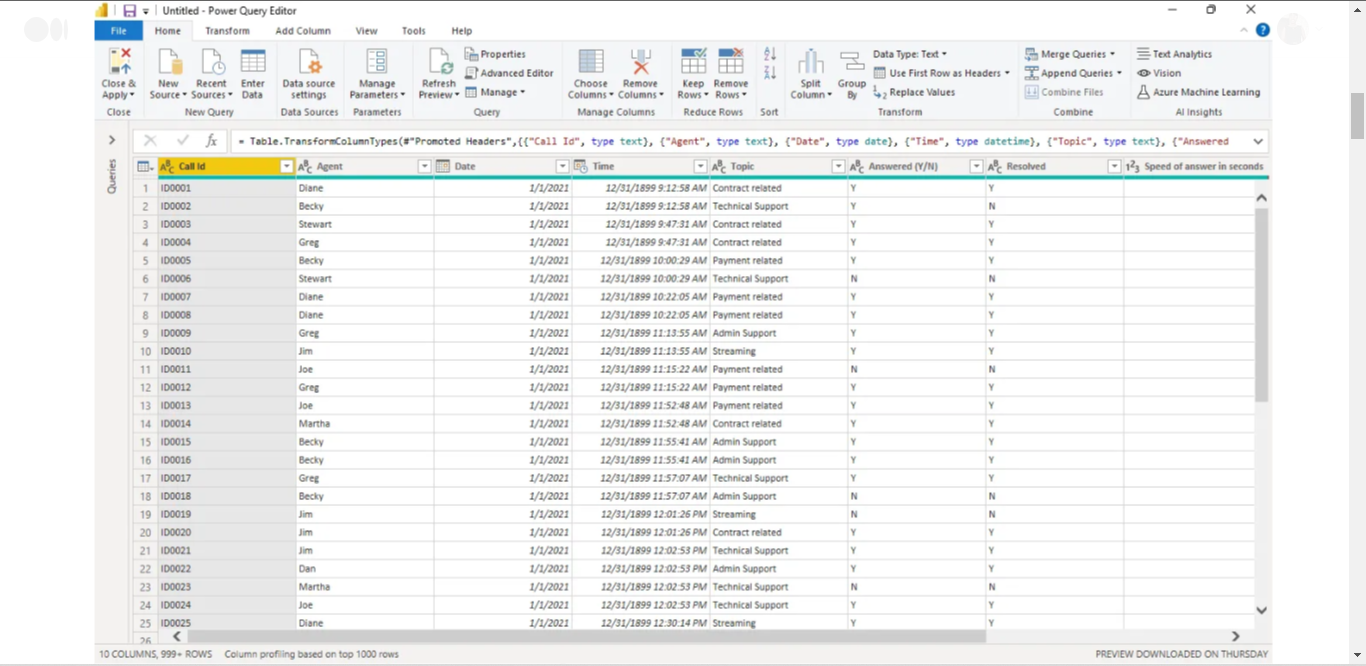 Untitled - Power Query Editor
File Home Transform Add Column View Tools Help
Close & Apply New Source Recent Sources Enter Data Data source settings Manage Parameters Refresh Preview Properties Advanced Editor Manage Choose Columns Remove Columns Keep Rows Remove Rows Split Column Group By Data Type: Text Use First Row as Headers Replace Values Merge Queries Append Queries Combine Files Text Analytics Vision Azure Machine Learning
Close New Query Data Sources Parameters Query Manage Columns Reduce Rows Sort Transform Combine AI Insights
Queries
fx = Table.TransformColumnTypes(#"Promoted Headers",{{"Call Id", type text}, {"Agent", type text}, {"Date", type date}, {"Time", type datetime}, {"Topic", type text}, {"Answered
ABC Call Id ABC Agent Date Time ABC Topic ABC Answered (Y/N) ABC Resolved 123 Speed of answer in seconds
1 ID0001 Diane 1/1/2021 12/31/1899 9:12:58 AM Contract related Y Y
2 ID0002 Becky 1/1/2021 12/31/1899 9:12:58 AM Technical Support Y N
3 ID0003 Stewart 1/1/2021 12/31/1899 9:47:31 AM Contract related Y Y
4 ID0004 Greg 1/1/2021 12/31/1899 9:47:31 AM Contract related Y Y
5 ID0005 Becky 1/1/2021 12/31/1899 10:00:29 AM Payment related Y Y
6 ID0006 Stewart 1/1/2021 12/31/1899 10:00:29 AM Technical Support N N
7 ID0007 Diane 1/1/2021 12/31/1899 10:22:05 AM Payment related Y Y
8 ID0008 Diane 1/1/2021 12/31/1899 10:22:05 AM Payment related Y Y
9 ID0009 Greg 1/1/2021 12/31/1899 11:13:55 AM Admin Support Y Y
10 ID0010 Jim 1/1/2021 12/31/1899 11:13:55 AM Streaming Y Y
11 ID0011 Joe 1/1/2021 12/31/1899 11:15:22 AM Payment related N N
12 ID0012 Greg 1/1/2021 12/31/1899 11:15:22 AM Payment related Y Y
13 ID0013 Joe 1/1/2021 12/31/1899 11:52:48 AM Payment related Y Y
14 ID0014 Martha 1/1/2021 12/31/1899 11:52:48 AM Contract related Y Y
15 ID0015 Becky 1/1/2021 12/31/1899 11:55:41 AM Admin Support Y Y
16 ID0016 Becky 1/1/2021 12/31/1899 11:55:41 AM Admin Support Y Y
17 ID0017 Greg 1/1/2021 12/31/1899 11:57:07 AM Technical Support Y Y
18 ID0018 Becky 1/1/2021 12/31/1899 11:57:07 AM Admin Support N N
19 ID0019 Jim 1/1/2021 12/31/1899 12:01:26 PM Streaming N N
20 ID0020 Jim 1/1/2021 12/31/1899 12:01:26 PM Contract related Y Y
21 ID0021 Jim 1/1/2021 12/31/1899 12:02:53 PM Technical Support Y Y
22 ID0022 Dan 1/1/2021 12/31/1899 12:02:53 PM Admin Support Y Y
23 ID0023 Martha 1/1/2021 12/31/1899 12:02:53 PM Technical Support N N
24 ID0024 Joe 1/1/2021 12/31/1899 12:02:53 PM Technical Support Y Y
25 ID0025 Diane 1/1/2021 12/31/1899 12:30:14 PM Streaming Y Y
26
10 COLUMNS, 999+ ROWS Column profiling based on top 1000 rows PREVIEW DOWNLOADED ON THURSDAY